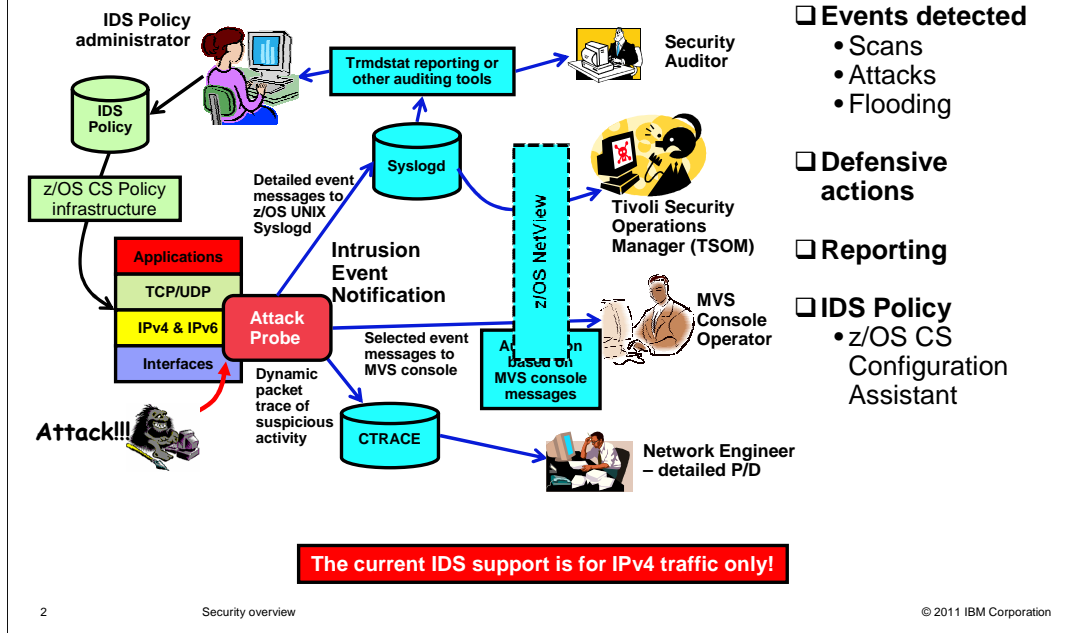 IDS Policy
administrator
IDS
Policy
z/OS CS Policy
infrastructure
Applications
TCP/UDP
IPv4 & IPv6
Interfaces
Attack
Probe
Attack!!!
Trmdstat reporting or
other auditing tools
Security
Auditor
Syslogd
Detailed event
messages to
z/OS UNIX
Syslogd
Intrusion
Event
Notification
z/OS NetView
Tivoli Security
Operations
Manager (TSOM)
Selected event
messages to
MVS console
based on
MVS console
messages
MVS
Console
Operator
Dynamic
packet
trace of
suspicious
activity
CTRACE
Network Engineer
– detailed P/D
❑ Events detected
• Scans
• Attacks
• Flooding
❑ Defensive
actions
❑ Reporting
❑ IDS Policy
• z/OS CS
Configuration
Assistant
The current IDS support is for IPv4 traffic only!
2
Security overview
© 2011 IBM Corporation